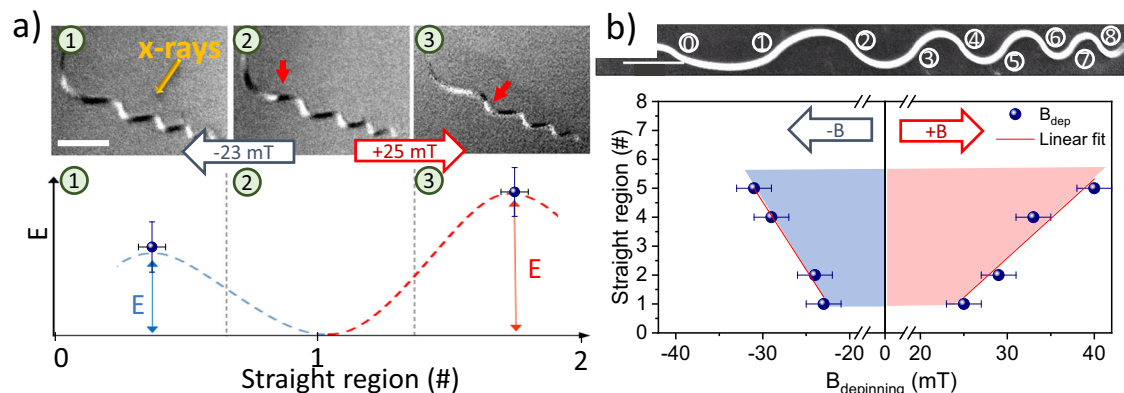 a)
1 2 3
x-rays
-23 mT +25 mT
1 2 3
E
E E
0 1 2
Straight region (#)
b)
0 1 2 3 4 5 6 7 8
8
7
6
5
4
3
2
1
0
Straight region (#)
-B +B
B_dep
Linear fit
-40 -30 -20 0 20 30 40
B_depinning (mT)